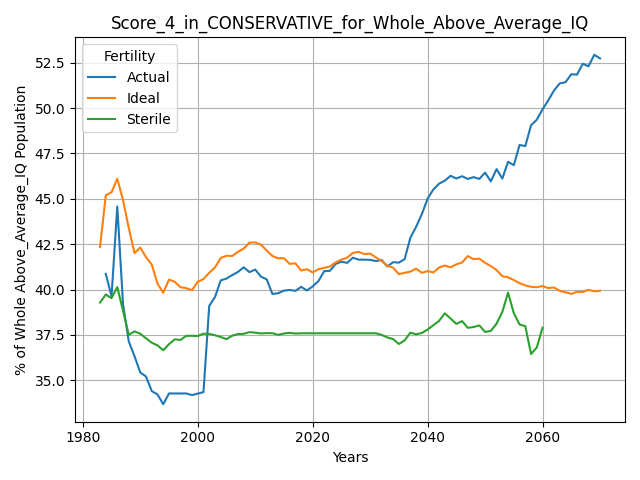 Score_4_in_CONSERVATIVE_for_Whole_Above_Average_IQ
% of Whole Above_Average_IQ Population
52.5
50.0
47.5
45.0
42.5
40.0
37.5
35.0
Fertility
Actual
Ideal
Sterile
1980
2000
2020
2040
2060
Years